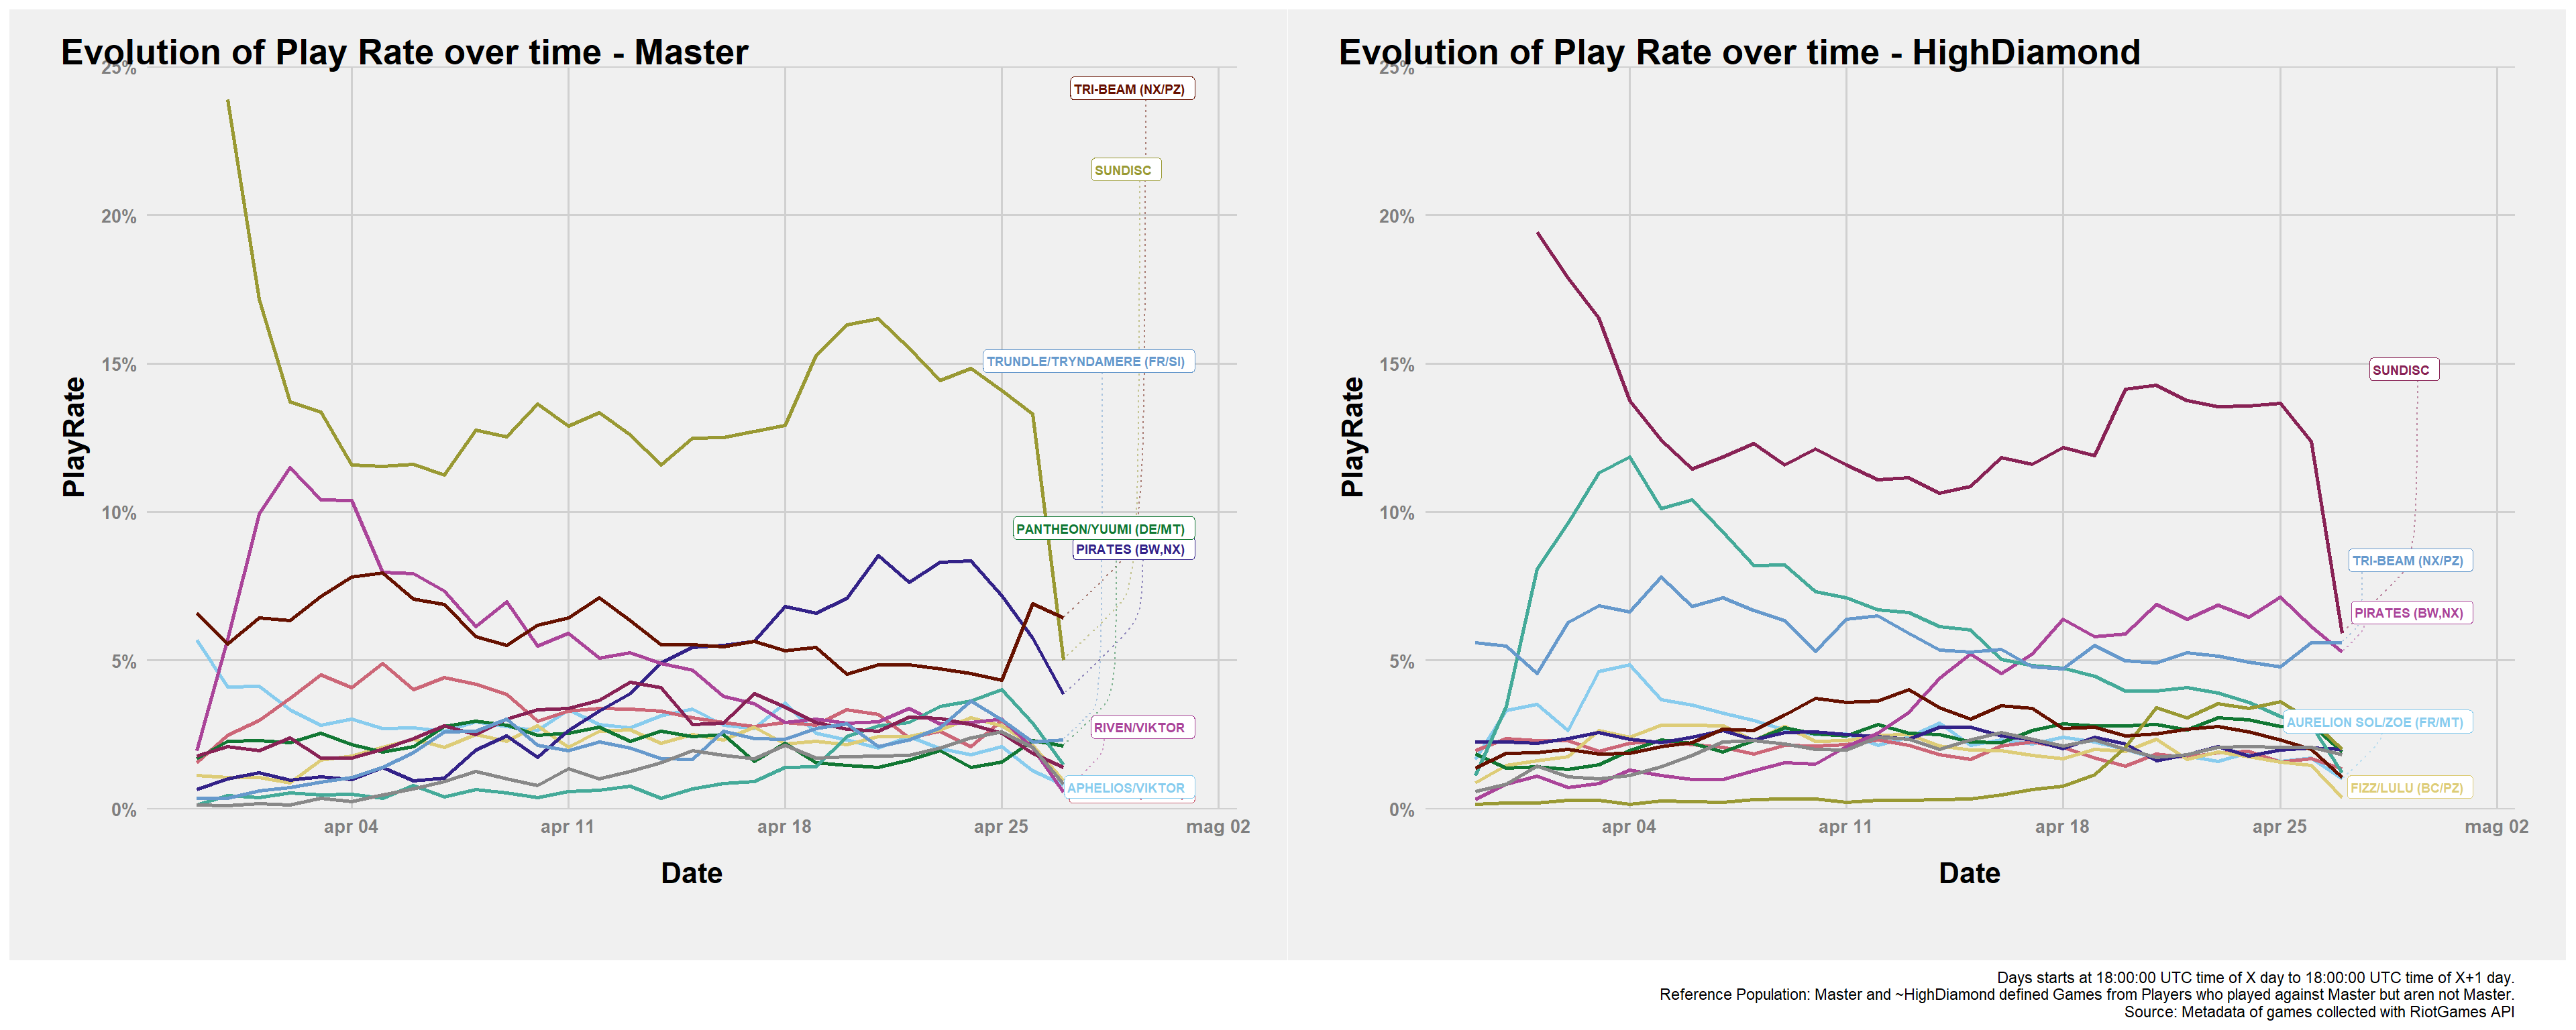 Evolution of Play Rate over time - Master
25%
20%
15%
10%
5%
0%
PlayRate
TRI-BEAM (NX/PZ)
SUNDISC
TRUNDLE/TRYNDAMERE (FR/SI)
PANTHEON/YUUMI (DE/MT)
PIRATES (BW,NX)
RIVEN/VIKTOR
APHELIOS/VIKTOR
apr 04
apr 11
apr 18
apr 25
mag 02
Date
Evolution of Play Rate over time - HighDiamond
25%
20%
15%
10%
5%
0%
PlayRate
SUNDISC
TRI-BEAM (NX/PZ)
PIRATES (BW,NX)
AURELION SOL/ZOE (FR/MT)
FIZZ/LULU (BC/PZ)
apr 04
apr 11
apr 18
apr 25
mag 02
Date
Days starts at 18:00:00 UTC time of X day to 18:00:00 UTC time of X+1 day.
Reference Population: Master and ~HighDiamond defined Games from Players who played against Master but aren not Master.
Source: Metadata of games collected with RiotGames API